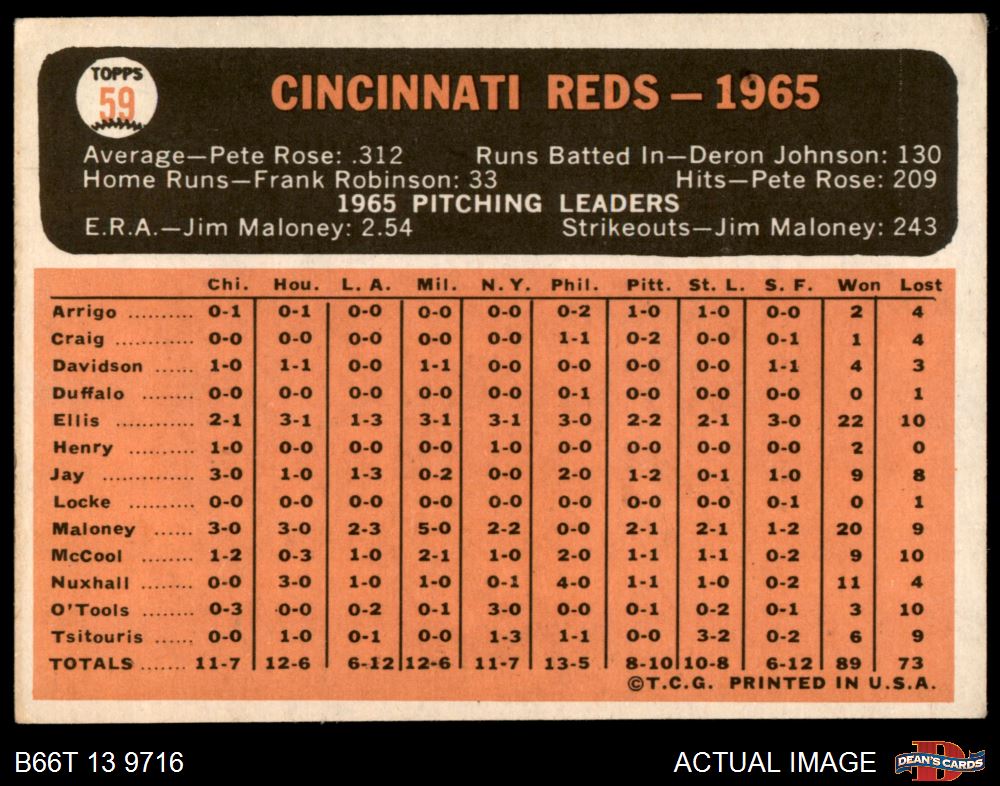 TOPPS
59
CINCINNATI REDS — 1965
Average—Pete Rose: .312 Runs Batted In—Deron Johnson: 130
Home Runs—Frank Robinson: 33 Hits—Pete Rose: 209
1965 PITCHING LEADERS
E.R.A.—Jim Maloney: 2.54 Strikeouts—Jim Maloney: 243
Chi. Hou. L. A. Mil. N. Y. Phil. Pitt. St. L. S. F. Won Lost
Arrigo .......... 0-1 0-1 0-0 0-0 0-0 0-2 1-0 1-0 0-0 2 4
Craig ............ 0-0 0-0 0-0 0-0 0-0 1-1 0-2 0-0 0-1 1 4
Davidson ...... 1-0 1-1 0-0 1-1 0-0 0-0 0-0 0-0 1-1 4 3
Duffalo ........ 0-0 0-0 0-0 0-0 0-0 0-1 0-0 0-0 0-0 0 1
Ellis ............ 2-1 3-1 1-3 3-1 3-1 3-0 2-2 2-1 3-0 22 10
Henry .......... 1-0 0-0 0-0 0-0 1-0 0-0 0-0 0-0 0-0 2 0
Jay .............. 3-0 1-0 1-3 0-2 0-0 2-0 1-2 0-1 1-0 9 8
Locke .......... 0-0 0-0 0-0 0-0 0-0 0-0 0-0 0-0 0-1 0 1
Maloney ...... 3-0 3-0 2-3 5-0 2-2 0-0 2-1 2-1 1-2 20 9
McCool ........ 1-2 0-3 1-0 2-1 1-0 2-0 1-1 1-1 0-2 9 10
Nuxhall ........ 0-0 3-0 1-0 1-0 0-1 4-0 1-1 1-0 0-2 11 4
O'Tools ........ 0-3 0-0 0-2 0-1 3-0 0-0 0-1 0-2 0-1 3 10
Tsitouris ...... 0-0 1-0 0-1 0-0 1-3 1-1 0-0 3-2 0-2 6 9
TOTALS ...... 11-7 12-6 6-12 12-6 11-7 13-5 8-10 10-8 6-12 89 73
©T.C.G. PRINTED IN U.S.A.
B66T 13 9716 ACTUAL IMAGE
D
DEAN'S CARDS